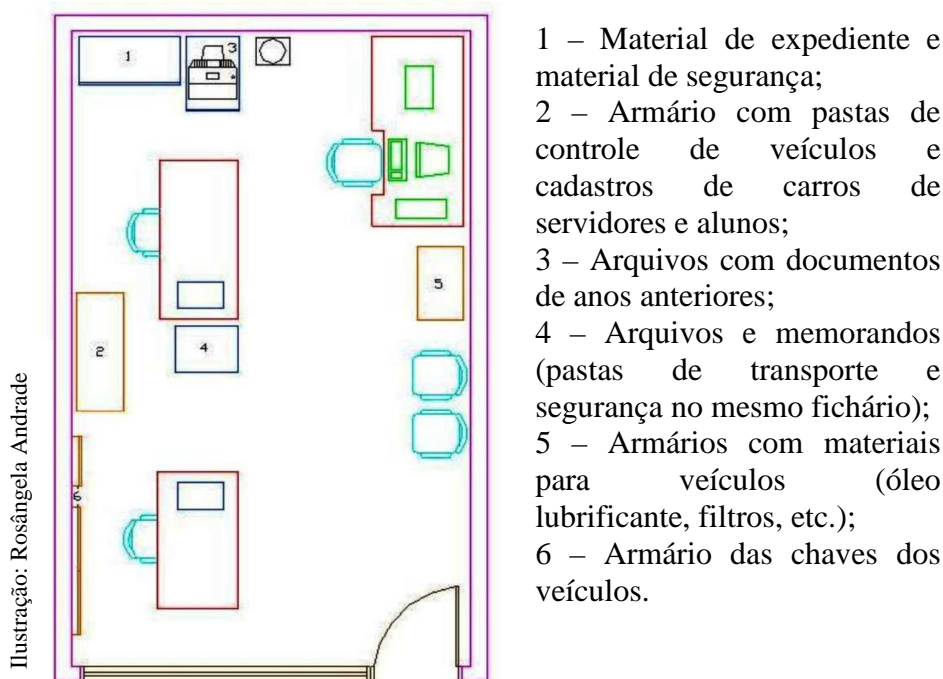 1
3
5
2
4
6
Ilustração: Rosângela Andrade
1 – Material de expediente e
material de segurança;
2 – Armário com pastas de
controle de veículos e
cadastros de carros de
servidores e alunos;
3 – Arquivos com documentos
de anos anteriores;
4 – Arquivos e memorandos
(pastas de transporte e
segurança no mesmo fichário);
5 – Armários com materiais
para veículos (óleo
lubrificante, filtros, etc.);
6 – Armário das chaves dos
veículos.